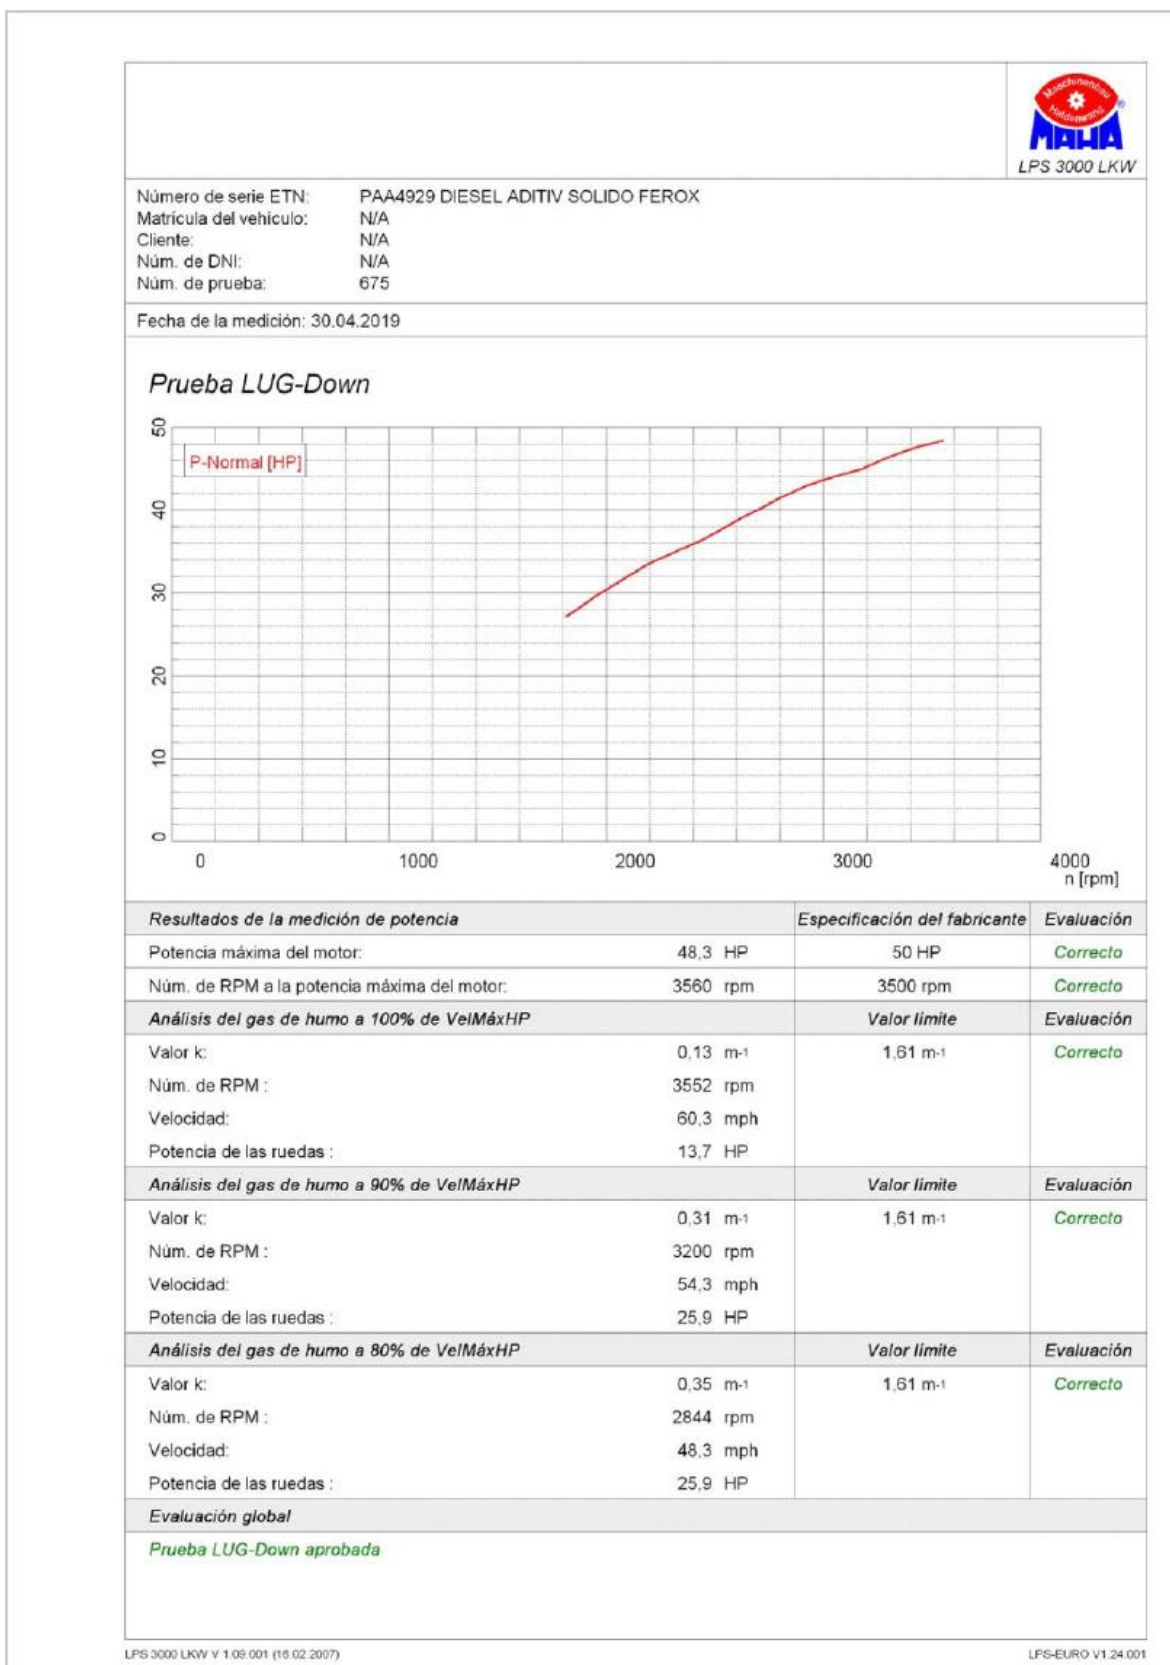 Maschinenbau
Haldenwang
®
MAHA
LPS 3000 LKW
Número de serie ETN: PAA4929 DIESEL ADITIV SOLIDO FEROX
Matrícula del vehículo: N/A
Cliente: N/A
Núm. de DNI: N/A
Núm. de prueba: 675
Fecha de la medición: 30.04.2019
Prueba LUG-Down
P-Normal [HP]
50
40
30
20
10
0
0 1000 2000 3000 4000
n [rpm]
Resultados de la medición de potencia Especificación del fabricante Evaluación
Potencia máxima del motor: 48,3 HP 50 HP Correcto
Núm. de RPM a la potencia máxima del motor: 3560 rpm 3500 rpm Correcto
Análisis del gas de humo a 100% de VelMáxHP Valor límite Evaluación
Valor k: 0,13 m-1 1,61 m-1 Correcto
Núm. de RPM : 3552 rpm
Velocidad: 60,3 mph
Potencia de las ruedas : 13,7 HP
Análisis del gas de humo a 90% de VelMáxHP Valor límite Evaluación
Valor k: 0,31 m-1 1,61 m-1 Correcto
Núm. de RPM : 3200 rpm
Velocidad: 54,3 mph
Potencia de las ruedas : 25,9 HP
Análisis del gas de humo a 80% de VelMáxHP Valor límite Evaluación
Valor k: 0,35 m-1 1,61 m-1 Correcto
Núm. de RPM : 2844 rpm
Velocidad: 48,3 mph
Potencia de las ruedas : 25,9 HP
Evaluación global
Prueba LUG-Down aprobada
LPS 3000 LKW V 1.09.001 (16.02.2007) LPS-EURO V1.24.001